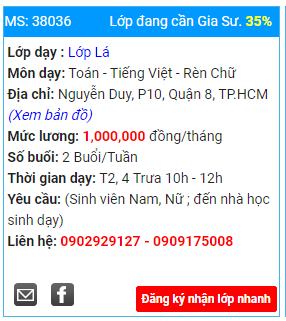 MS: 38036 Lớp đang cần Gia Sư. 35%
Lớp dạy : Lớp Lá
Môn dạy: Toán - Tiếng Việt - Rèn Chữ
Địa chỉ: Nguyễn Duy, P10, Quận 8, TP.HCM
(Xem bản đồ)
Mức lương: 1,000,000 đồng/tháng
Số buổi: 2 Buổi/Tuần
Thời gian dạy: T2, 4 Trưa 10h - 12h
Yêu cầu: (Sinh viên Nam, Nữ ; đến nhà học
sinh dạy)
Liên hệ: 0902929127 - 0909175008
Đăng ký nhận lớp nhanh